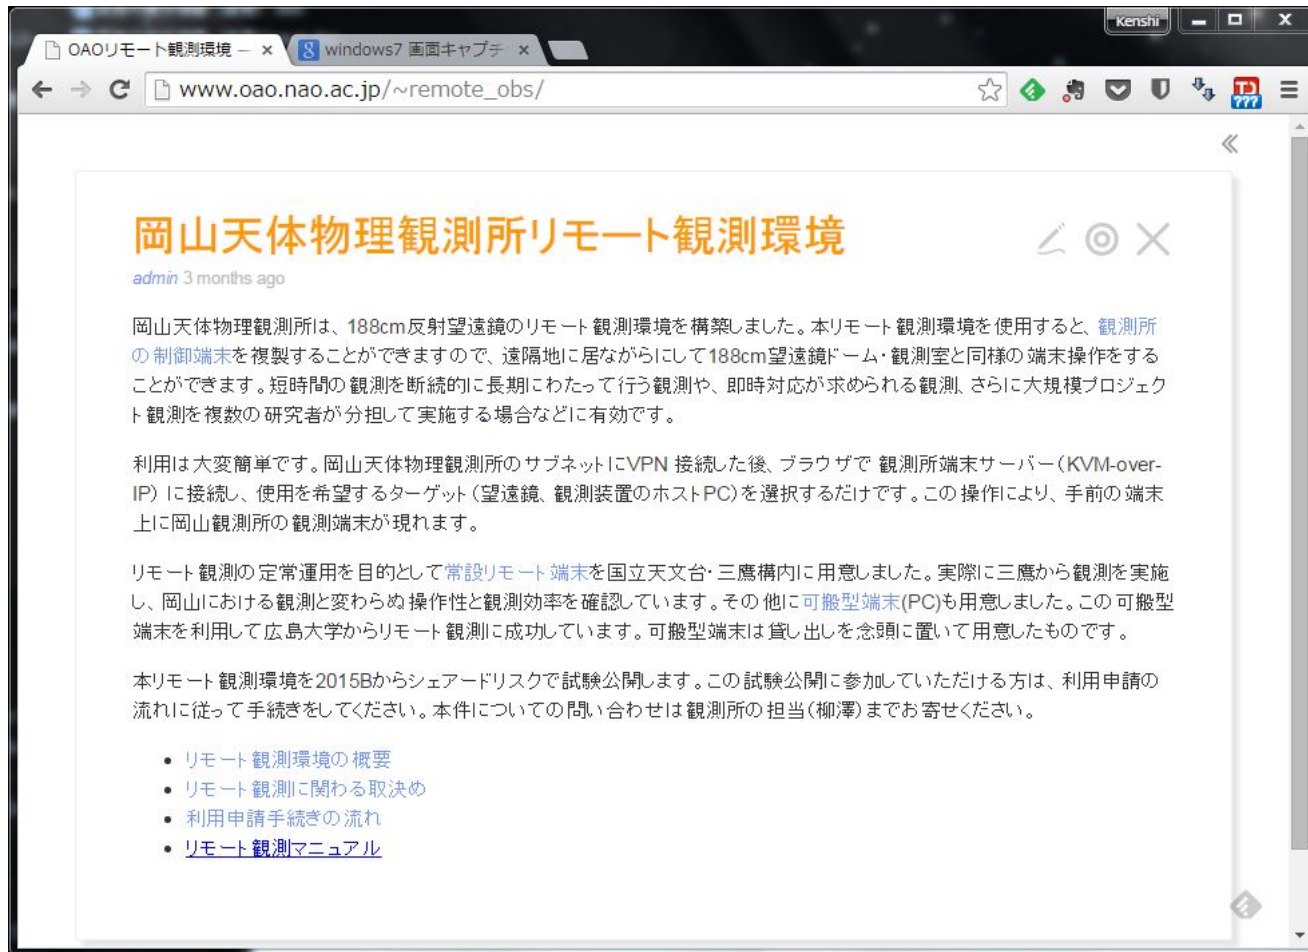 Kenshi
OAOリモート観測環境 —
windows7 画面キャプチ
www.oao.nao.ac.jp/~remote_obs/
TD
???
岡山天体物理観測所リモート観測環境
admin 3 months ago
岡山天体物理観測所は、188cm反射望遠鏡のリモート観測環境を構築しました。本リモート観測環境を使用すると、観測所
の制御端末を複製することができますので、遠隔地に居ながらにして188cm望遠鏡ドーム・観測室と同様の端末操作をする
ことができます。短時間の観測を断続的に長期にわたって行う観測や、即時対応が求められる観測、さらに大規模プロジェク
ト観測を複数の研究者が分担して実施する場合などに有効です。
利用は大変簡単です。岡山天体物理観測所のサブネットにVPN 接続した後、ブラウザで 観測所端末サーバー(KVM-over-
IP) に接続し、使用を希望するターゲット(望遠鏡、観測装置のホストPC)を選択するだけです。この操作により、手前の端末
上に岡山観測所の観測端末が現れます。
リモート観測の定常運用を目的として常設リモート端末を国立天文台・三鷹構内に用意しました。実際に三鷹から観測を実施
し、岡山における観測と変わらぬ操作性と観測効率を確認しています。その他に可搬型端末(PC)も用意しました。この可搬型
端末を利用して広島大学からリモート観測に成功しています。可搬型端末は貸し出しを念頭に置いて用意したものです。
本リモート観測環境を2015Bからシェアードリスクで試験公開します。この試験公開に参加していただける方は、利用申請の
流れに従って手続きをしてください。本件についての問い合わせは観測所の担当(柳澤)までお寄せください。
• リモート観測環境の概要
• リモート観測に関わる取決め
• 利用申請手続きの流れ
• リモート観測マニュアル